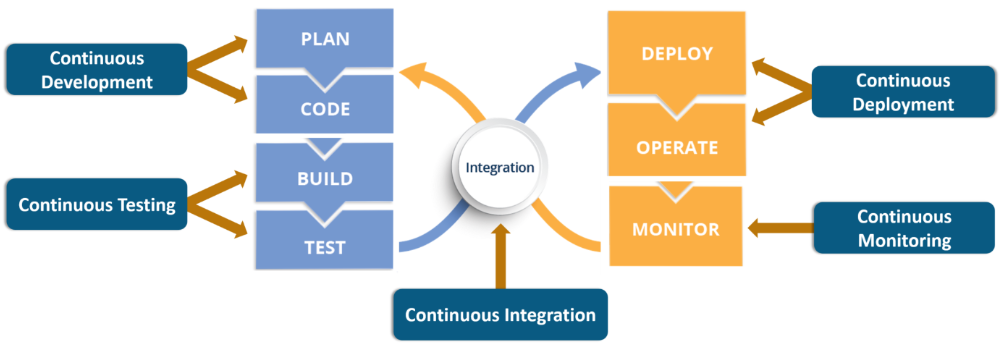 PLAN
CODE
BUILD
TEST
Continuous
Development
Continuous Testing
Integration
Continuous Integration
DEPLOY
OPERATE
MONITOR
Continuous
Deployment
Continuous
Monitoring